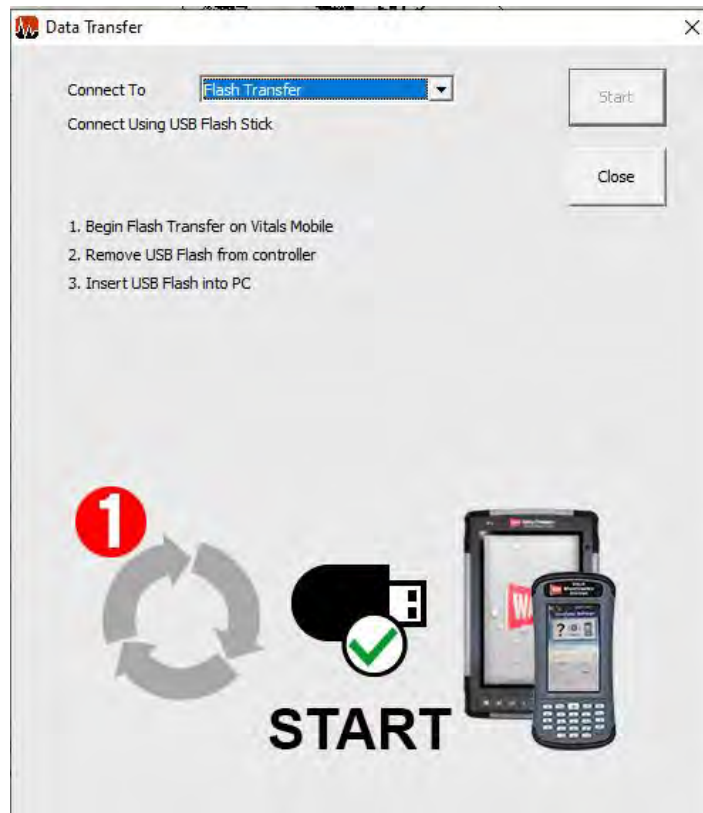 Data Transfer
Connect To
Flash Transfer
Start
Connect Using USB Flash Stick
Close
1. Begin Flash Transfer on Vitals Mobile
2. Remove USB Flash from controller
3. Insert USB Flash into PC
1
START
WA
?